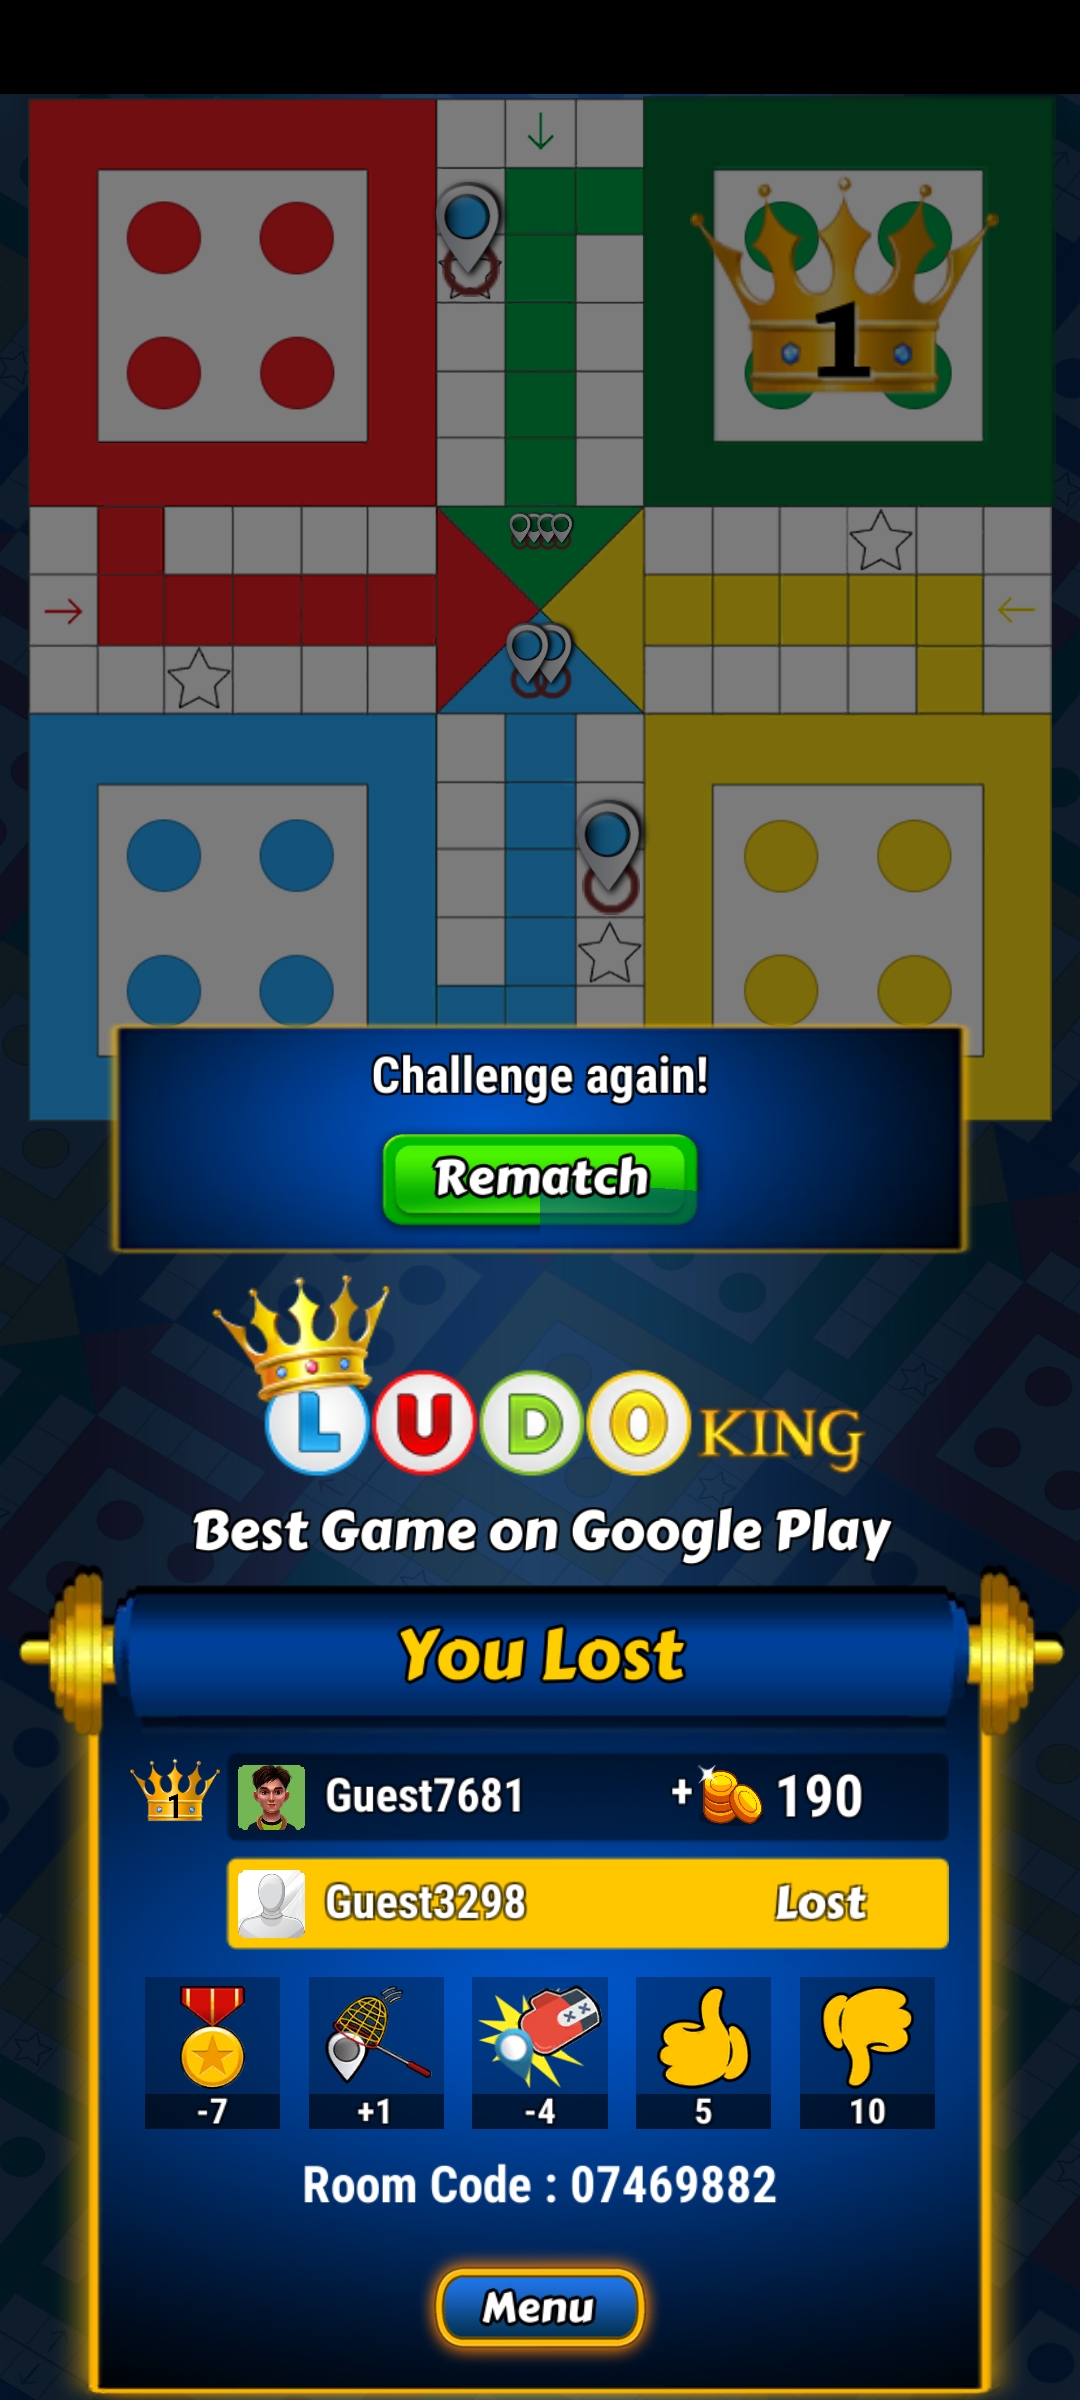 1
Challenge again!
Rematch
LUDO KING
Best Game on Google Play
You Lost
1 Guest7681 + 190
Guest3298 Lost
-7 +1 -4 5 10
Room Code : 07469882
Menu